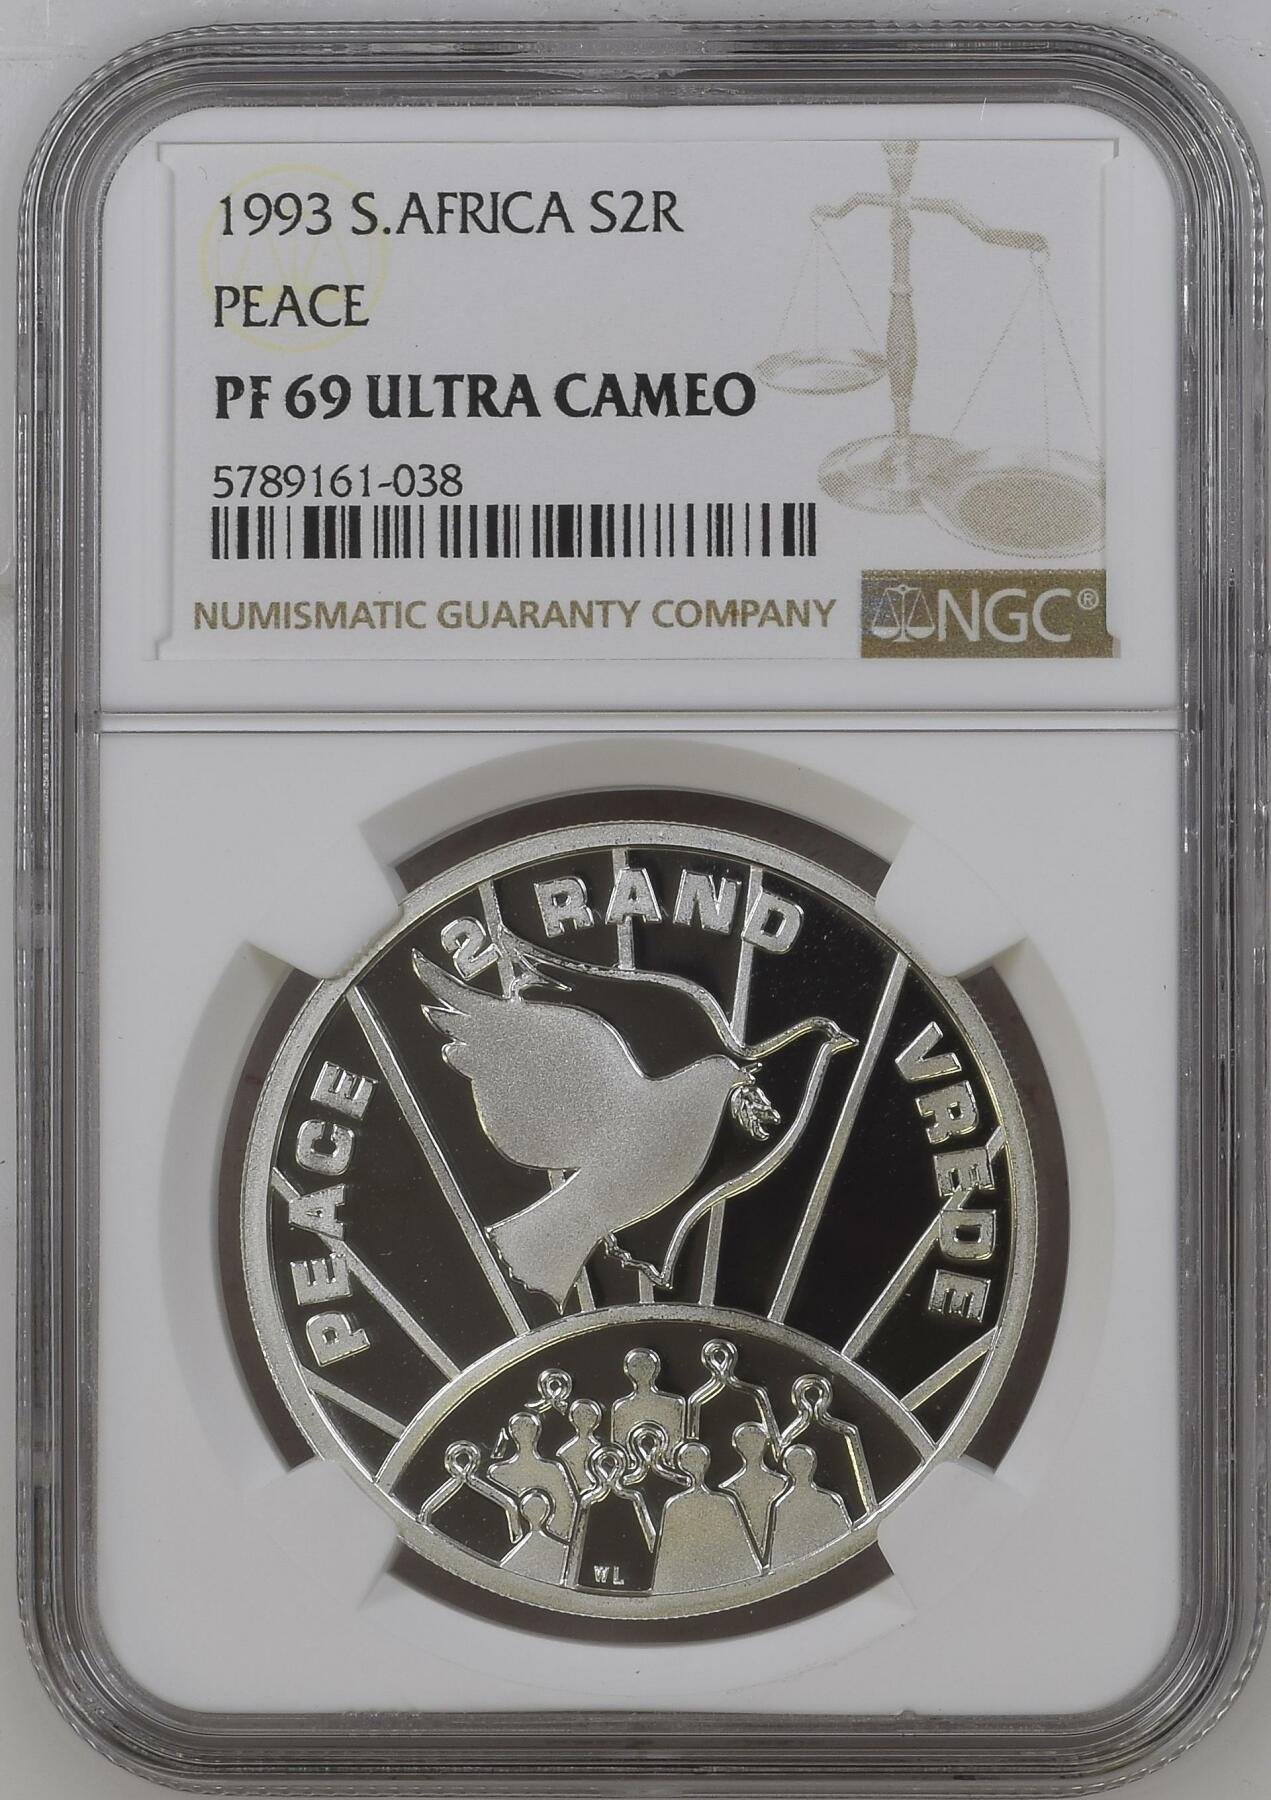 1993 S.AFRICA S2R
PEACE
PF 69 ULTRA CAMEO
5789161-038
NUMISMATIC GUARANTY COMPANY
NGC®
2 RAND
PEACE
VREDE
WL